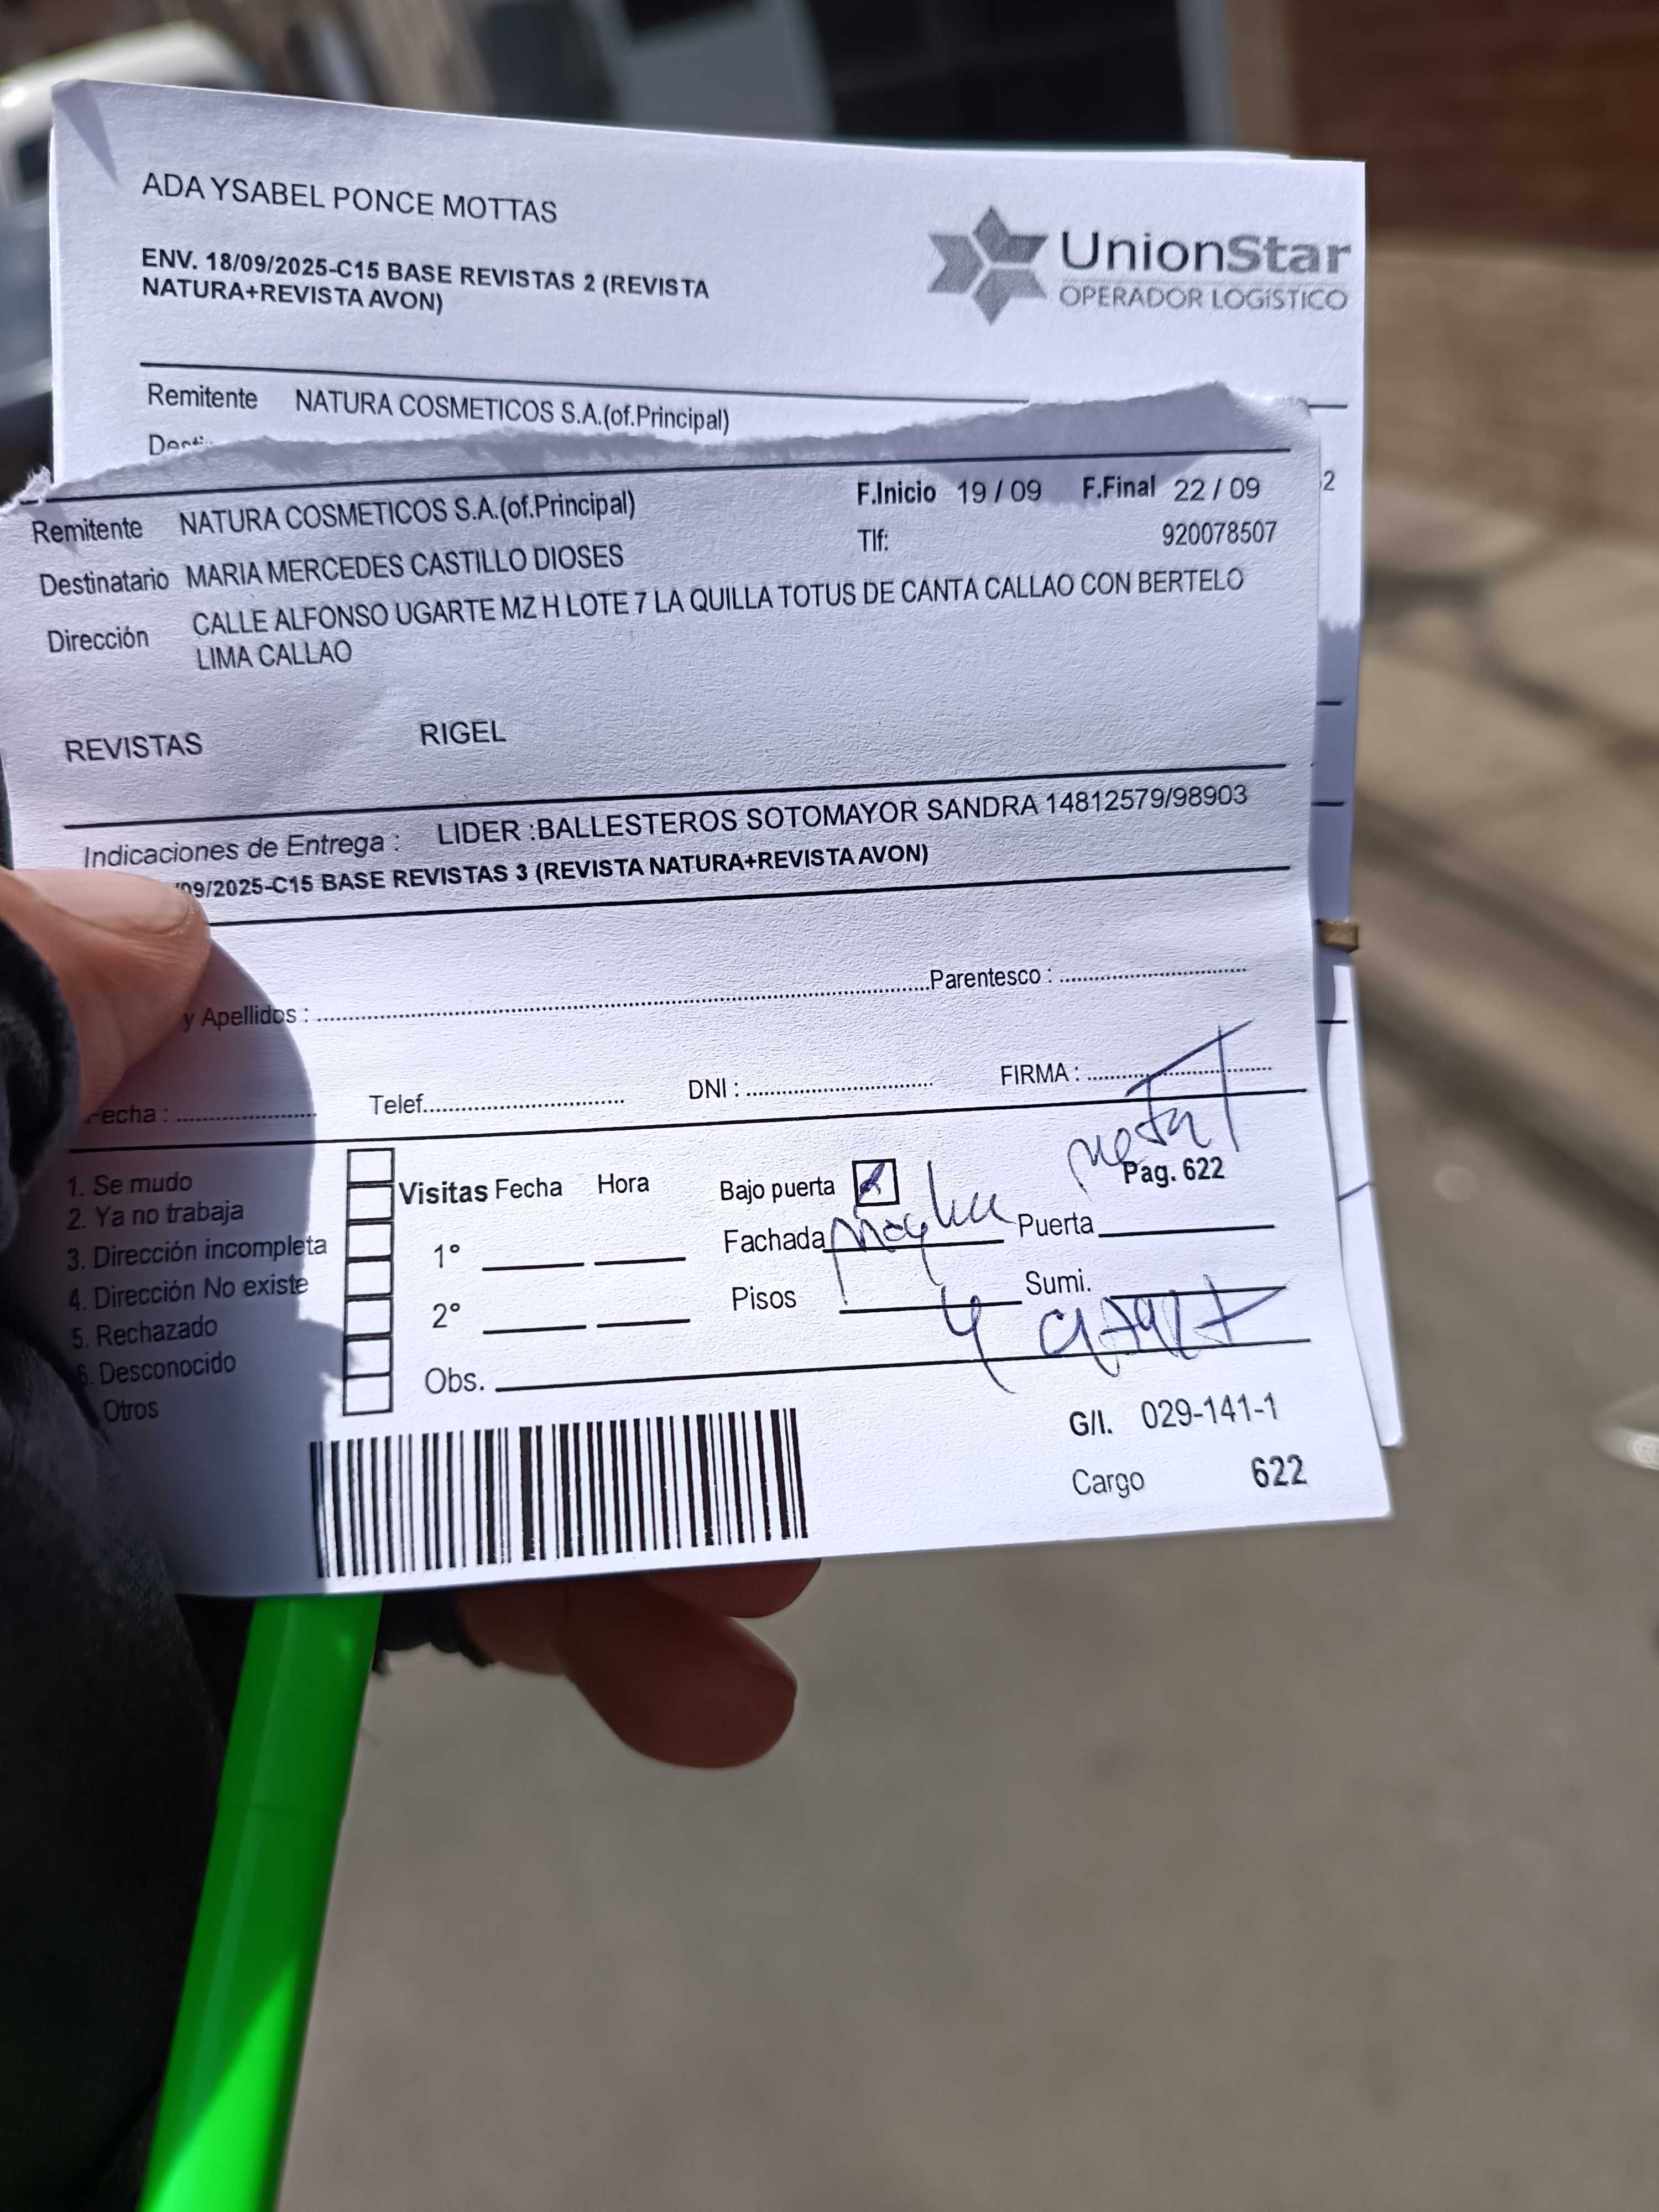 ADA YSABEL PONCE MOTTAS
ENV. 18/09/2025-C15 BASE REVISTAS 2 (REVISTA
NATURA+REVISTA AVON)
UnionStar
OPERADOR LOGíSTICO
Remitente NATURA COSMETICOS S.A.(of.Principal)
2
Remitente NATURA COSMETICOS S.A.(of.Principal) F.Inicio 19 / 09 F.Final 22 / 09
Destinatario MARIA MERCEDES CASTILLO DIOSES Tlf: 920078507
Dirección CALLE ALFONSO UGARTE MZ H LOTE 7 LA QUILLA TOTUS DE CANTA CALLAO CON BERTELO
LIMA CALLAO
REVISTAS RIGEL
Indicaciones de Entrega : LIDER :BALLESTEROS SOTOMAYOR SANDRA 14812579/98903
09/2025-C15 BASE REVISTAS 3 (REVISTA NATURA+REVISTA AVON)
y Apellidos : Parentesco :
Fecha : Telef. DNI : FIRMA :
1. Se mudo
2. Ya no trabaja
3. Dirección incompleta
4. Dirección No existe
5. Rechazado
6. Desconocido
Otros
Visitas Fecha Hora
1°
2°
Obs.
Bajo puerta
Pag. 622
Fachada Puerta
Pisos 4 Sumi.
G/I. 029-141-1
Cargo 622